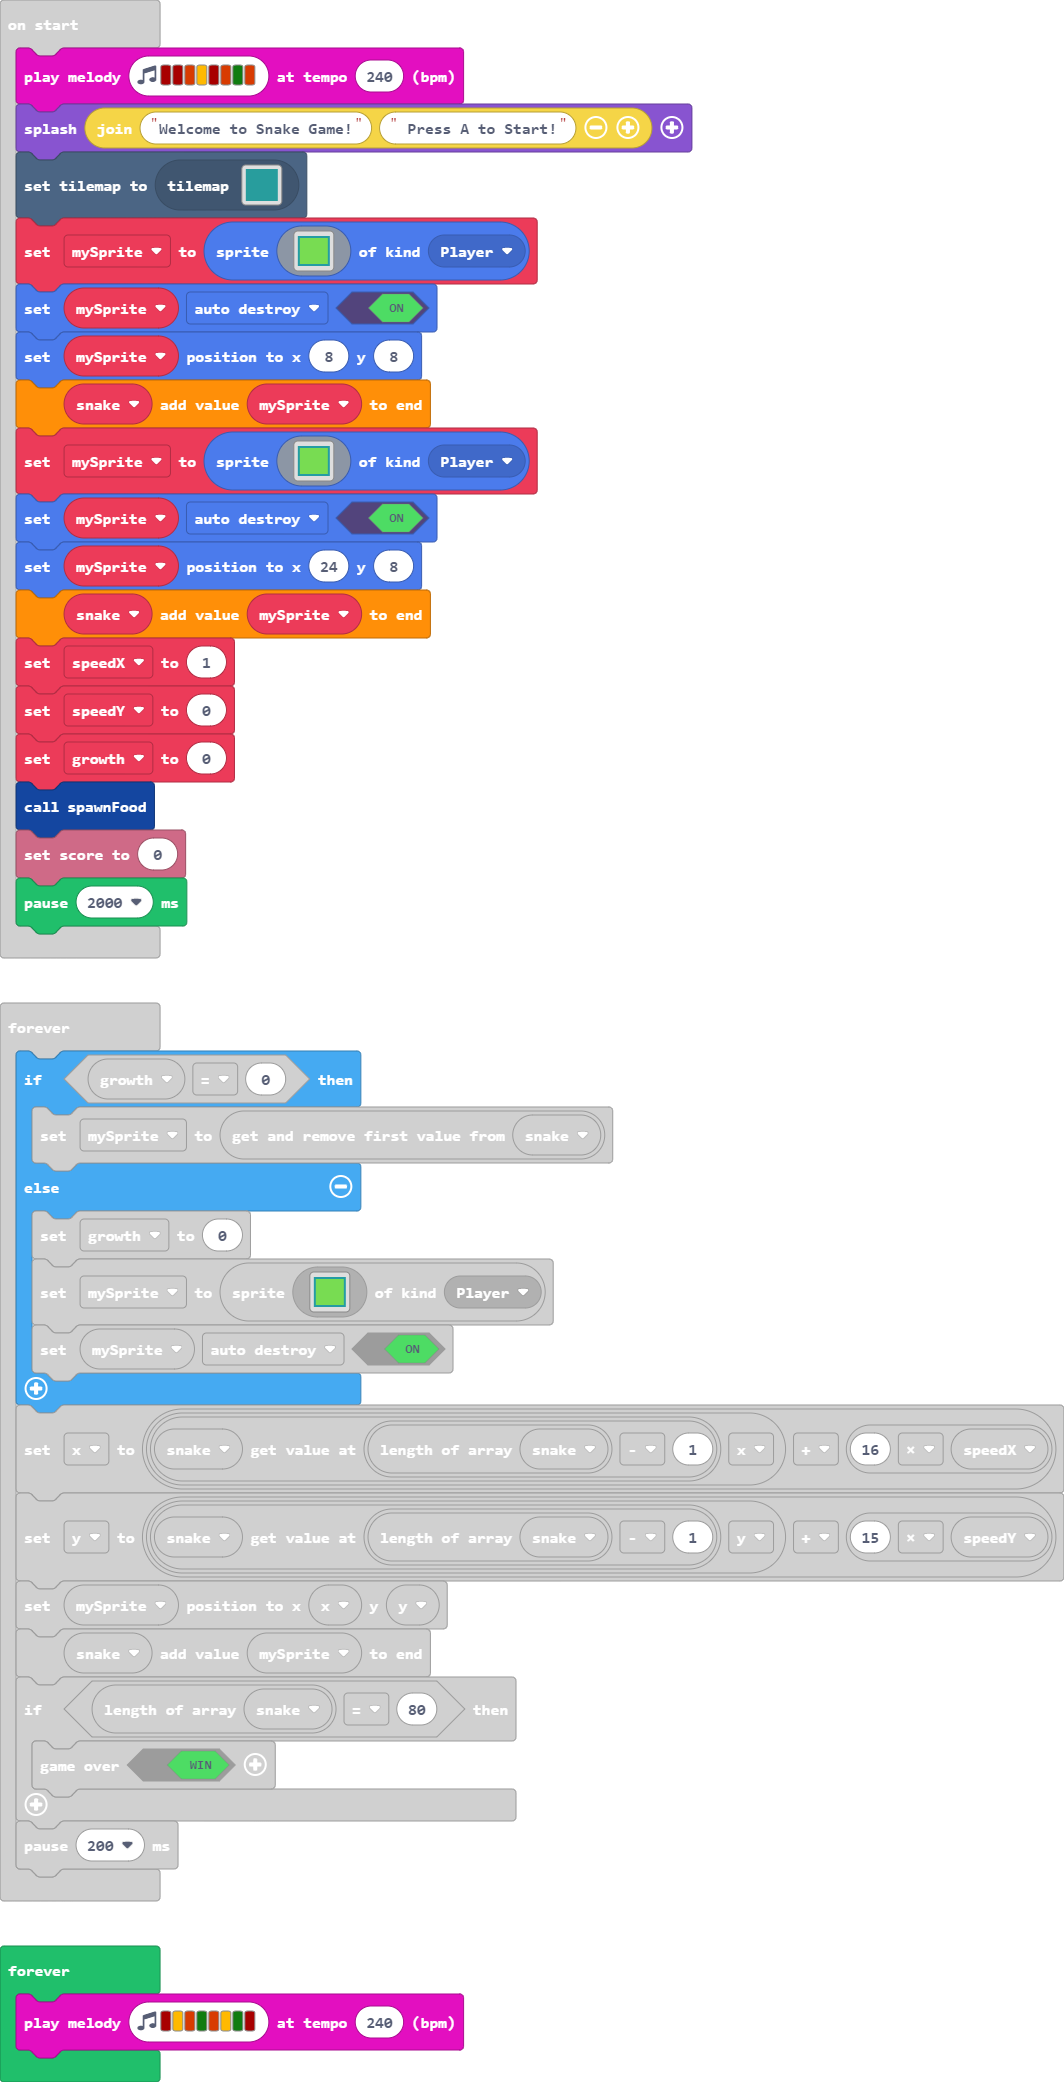 on start
play melody at tempo 240 (bpm)
splash join "Welcome to Snake Game!" " Press A to Start!"
set tilemap to tilemap
set mySprite to sprite of kind Player
set mySprite auto destroy ON
set mySprite position to x 8 y 8
snake add value mySprite to end
set mySprite to sprite of kind Player
set mySprite auto destroy ON
set mySprite position to x 24 y 8
snake add value mySprite to end
set speedX to 1
set speedY to 0
set growth to 0
call spawnFood
set score to 0
pause 2000 ms
forever
if growth = 0 then
set mySprite to get and remove first value from snake
else
set growth to 0
set mySprite to sprite of kind Player
set mySprite auto destroy ON
set x to snake get value at length of array snake - 1 x + 16 × speedX
set y to snake get value at length of array snake - 1 y + 15 × speedY
set mySprite position to x x y y
snake add value mySprite to end
if length of array snake = 80 then
game over WIN
pause 200 ms
forever
play melody at tempo 240 (bpm)